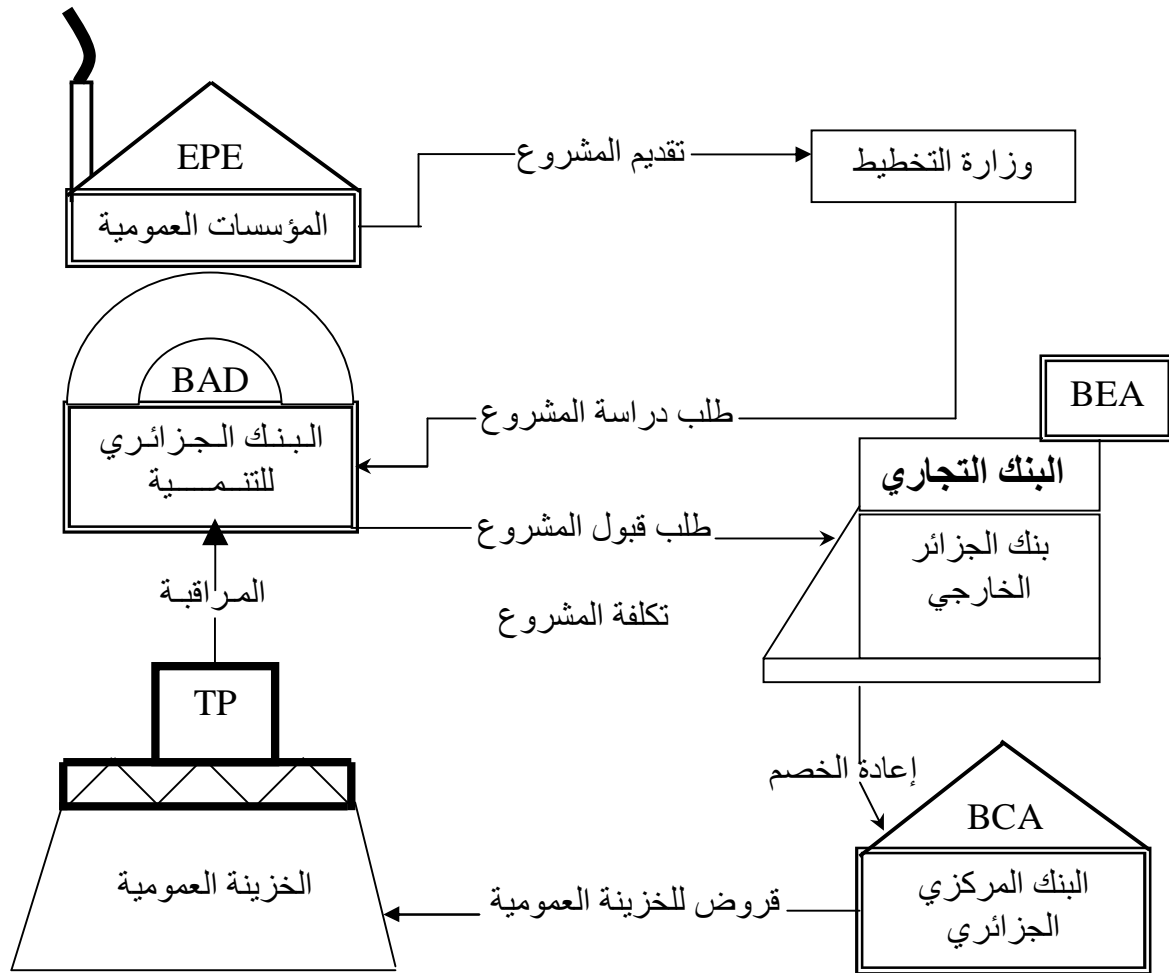 EPE
تقديم المشروع
وزارة التخطيط
المؤسسات العمومية
BAD
BEA
طلب دراسة المشروع
البنك الجزائري
للتنمية
البنك التجاري
طلب قبول المشروع
بنك الجزائر
الخارجي
المراقبة
تكلفة المشروع
TP
إعادة الخصم
BCA
الخزينة العمومية
قروض للخزينة العمومية
البنك المركزي
الجزائري